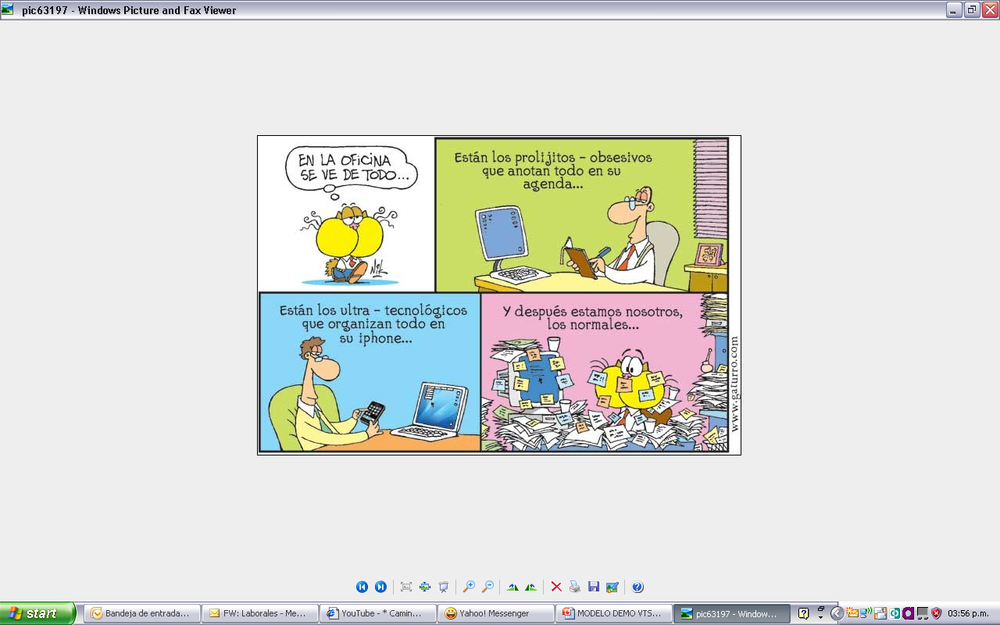 pic63197 - Windows Picture and Fax Viewer
EN LA OFICINA
SE VE DE TODO...
NIK
Están los prolijitos - obsesivos
que anotan todo en su
agenda...
Están los ultra - tecnológicos
que organizan todo en
su iphone...
Y después estamos nosotros,
los normales...
www.gaturro.com
start
Bandeja de entrada...
FW: Laborales - Me...
YouTube - * Camin...
Yahoo! Messenger
MODELO DEMO VTS...
pic63197 - Window...
03:56 p.m.